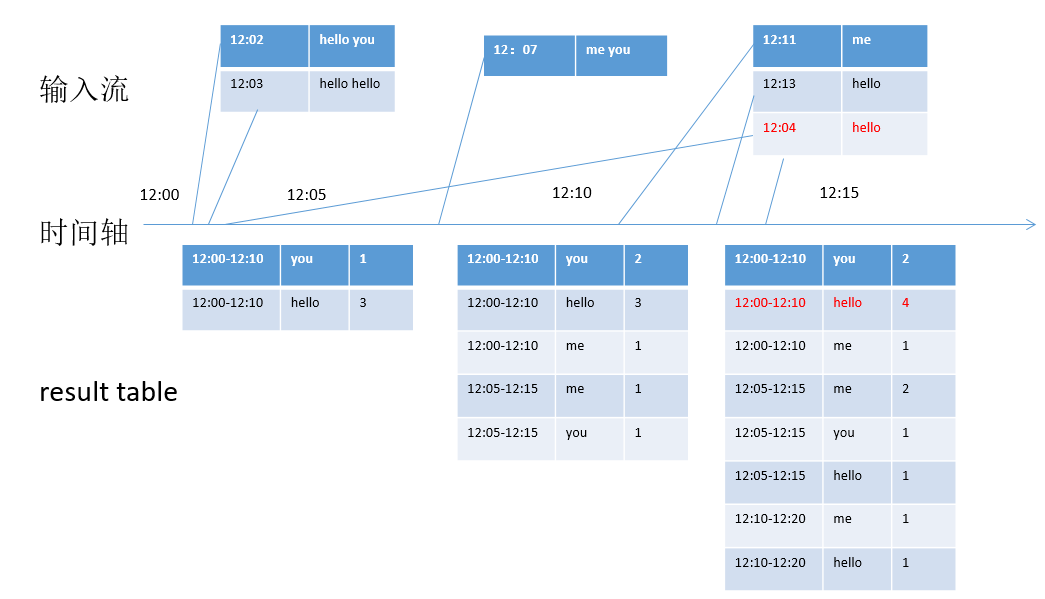 12:02 hello you
12:03 hello hello
12：07 me you
12:11 me
12:13 hello
12:04 hello
输入流
12:00
12:05
12:10
12:15
时间轴
12:00-12:10 you 1
12:00-12:10 hello 3
12:00-12:10 you 2
12:00-12:10 hello 3
12:00-12:10 me 1
12:05-12:15 me 1
12:05-12:15 you 1
12:00-12:10 you 2
12:00-12:10 hello 4
12:00-12:10 me 1
12:05-12:15 me 2
12:05-12:15 you 1
12:05-12:15 hello 1
12:10-12:20 me 1
12:10-12:20 hello 1
result table